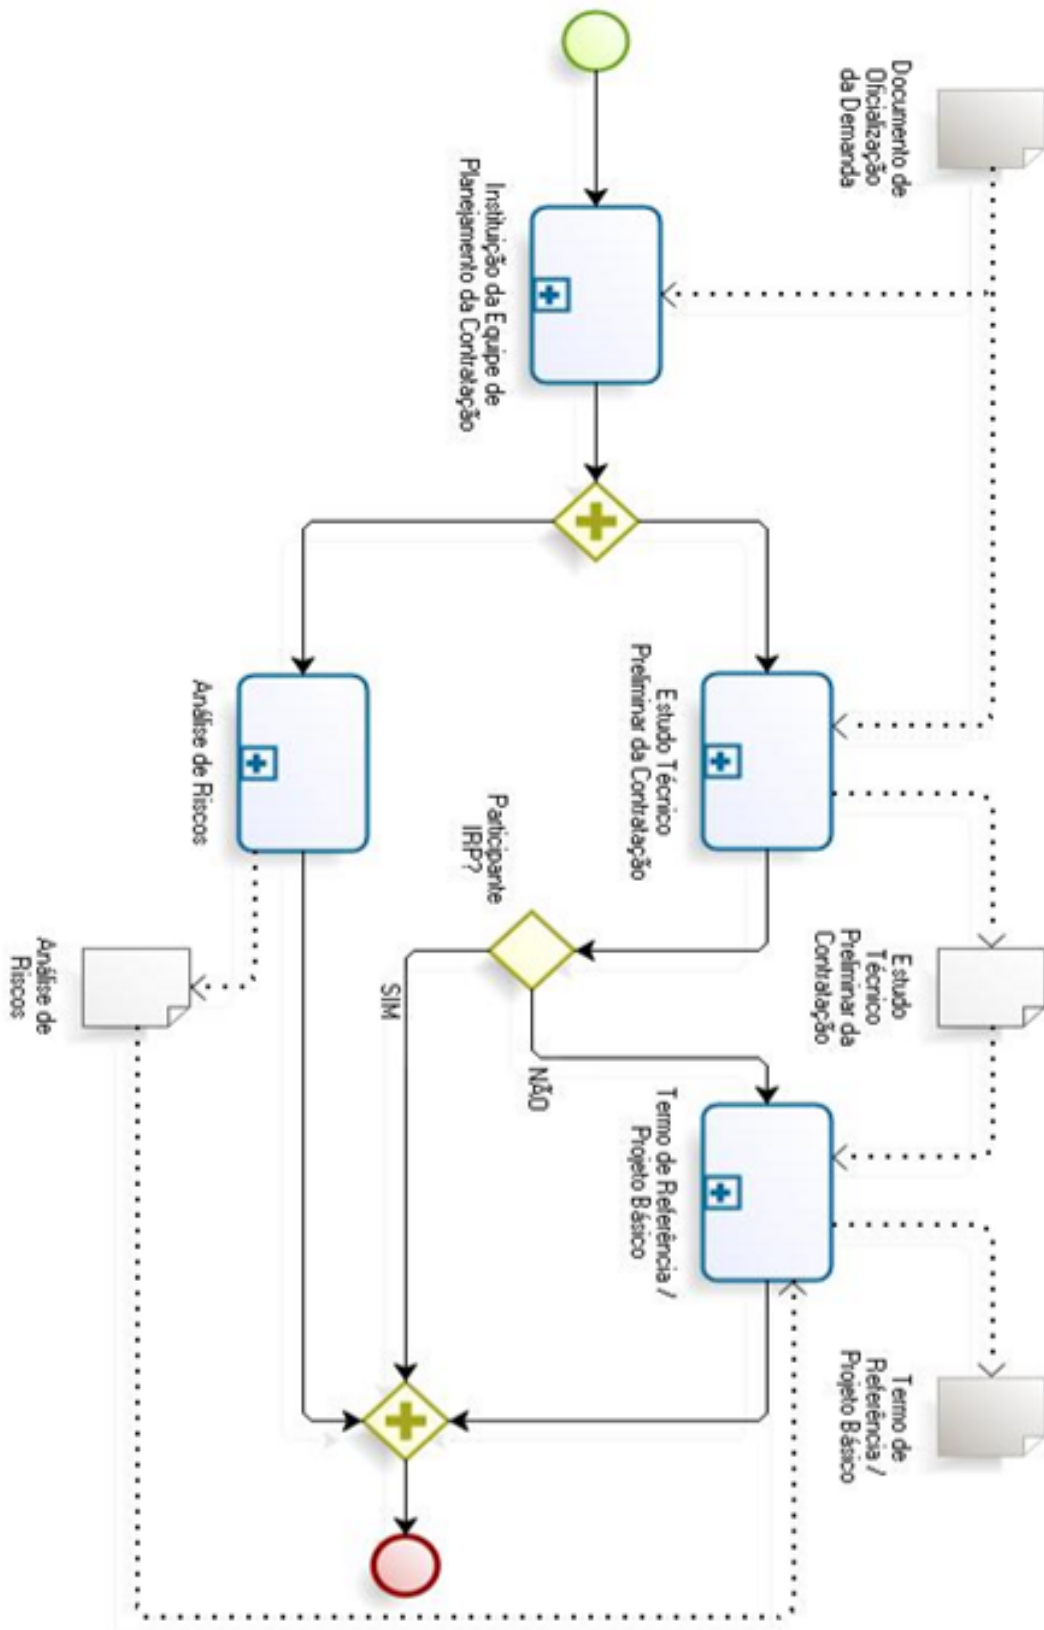 Documento de
Oficialização
da Demanda
Instituição da Equipe de
Planejamento da Contratação
Estudo Técnico
Preliminar da Contratação
Estudo
Técnico
Preliminar da
Contratação
Participante
IRP?
NÃO
SIM
Termo de Referência /
Projeto Básico
Termo de
Referência /
Projeto Básico
Análise de Riscos
Análise de
Riscos